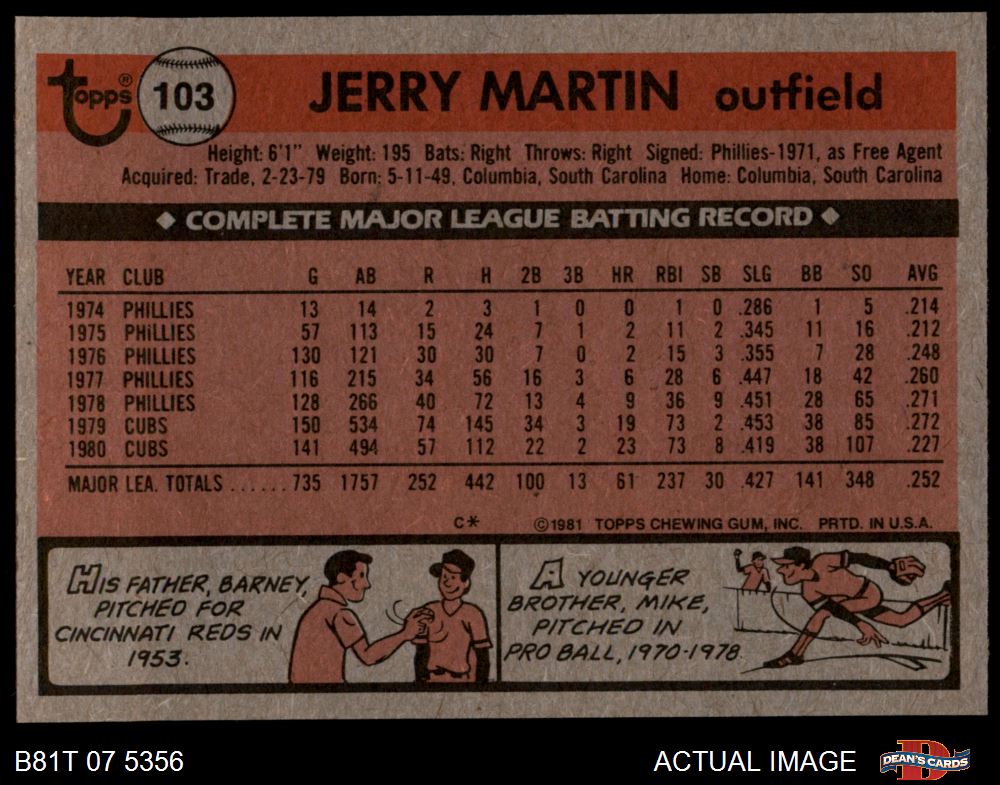 Topps® 103 JERRY MARTIN outfield
Height: 6'1" Weight: 195 Bats: Right Throws: Right Signed: Phillies-1971, as Free Agent
Acquired: Trade, 2-23-79 Born: 5-11-49, Columbia, South Carolina Home: Columbia, South Carolina
◆ COMPLETE MAJOR LEAGUE BATTING RECORD ◆
YEAR CLUB G AB R H 2B 3B HR RBI SB SLG BB SO AVG
1974 PHILLIES 13 14 2 3 1 0 0 1 0 .286 1 5 .214
1975 PHILLIES 57 113 15 24 7 1 2 11 2 .345 11 16 .212
1976 PHILLIES 130 121 30 30 7 0 2 15 3 .355 7 28 .248
1977 PHILLIES 116 215 34 56 16 3 6 28 6 .447 18 42 .260
1978 PHILLIES 128 266 40 72 13 4 9 36 9 .451 28 65 .271
1979 CUBS 150 534 74 145 34 3 19 73 2 .453 38 85 .272
1980 CUBS 141 494 57 112 22 2 23 73 8 .419 38 107 .227
MAJOR LEA. TOTALS ......735 1757 252 442 100 13 61 237 30 .427 141 348 .252
C* ©1981 TOPPS CHEWING GUM, INC. PRTD. IN U.S.A.
HIS FATHER, BARNEY,
PITCHED FOR
CINCINNATI REDS IN
1953.
A YOUNGER
BROTHER, MIKE,
PITCHED IN
PRO BALL, 1970-1978.
B81T 07 5356 ACTUAL IMAGE D DEAN'S CARDS